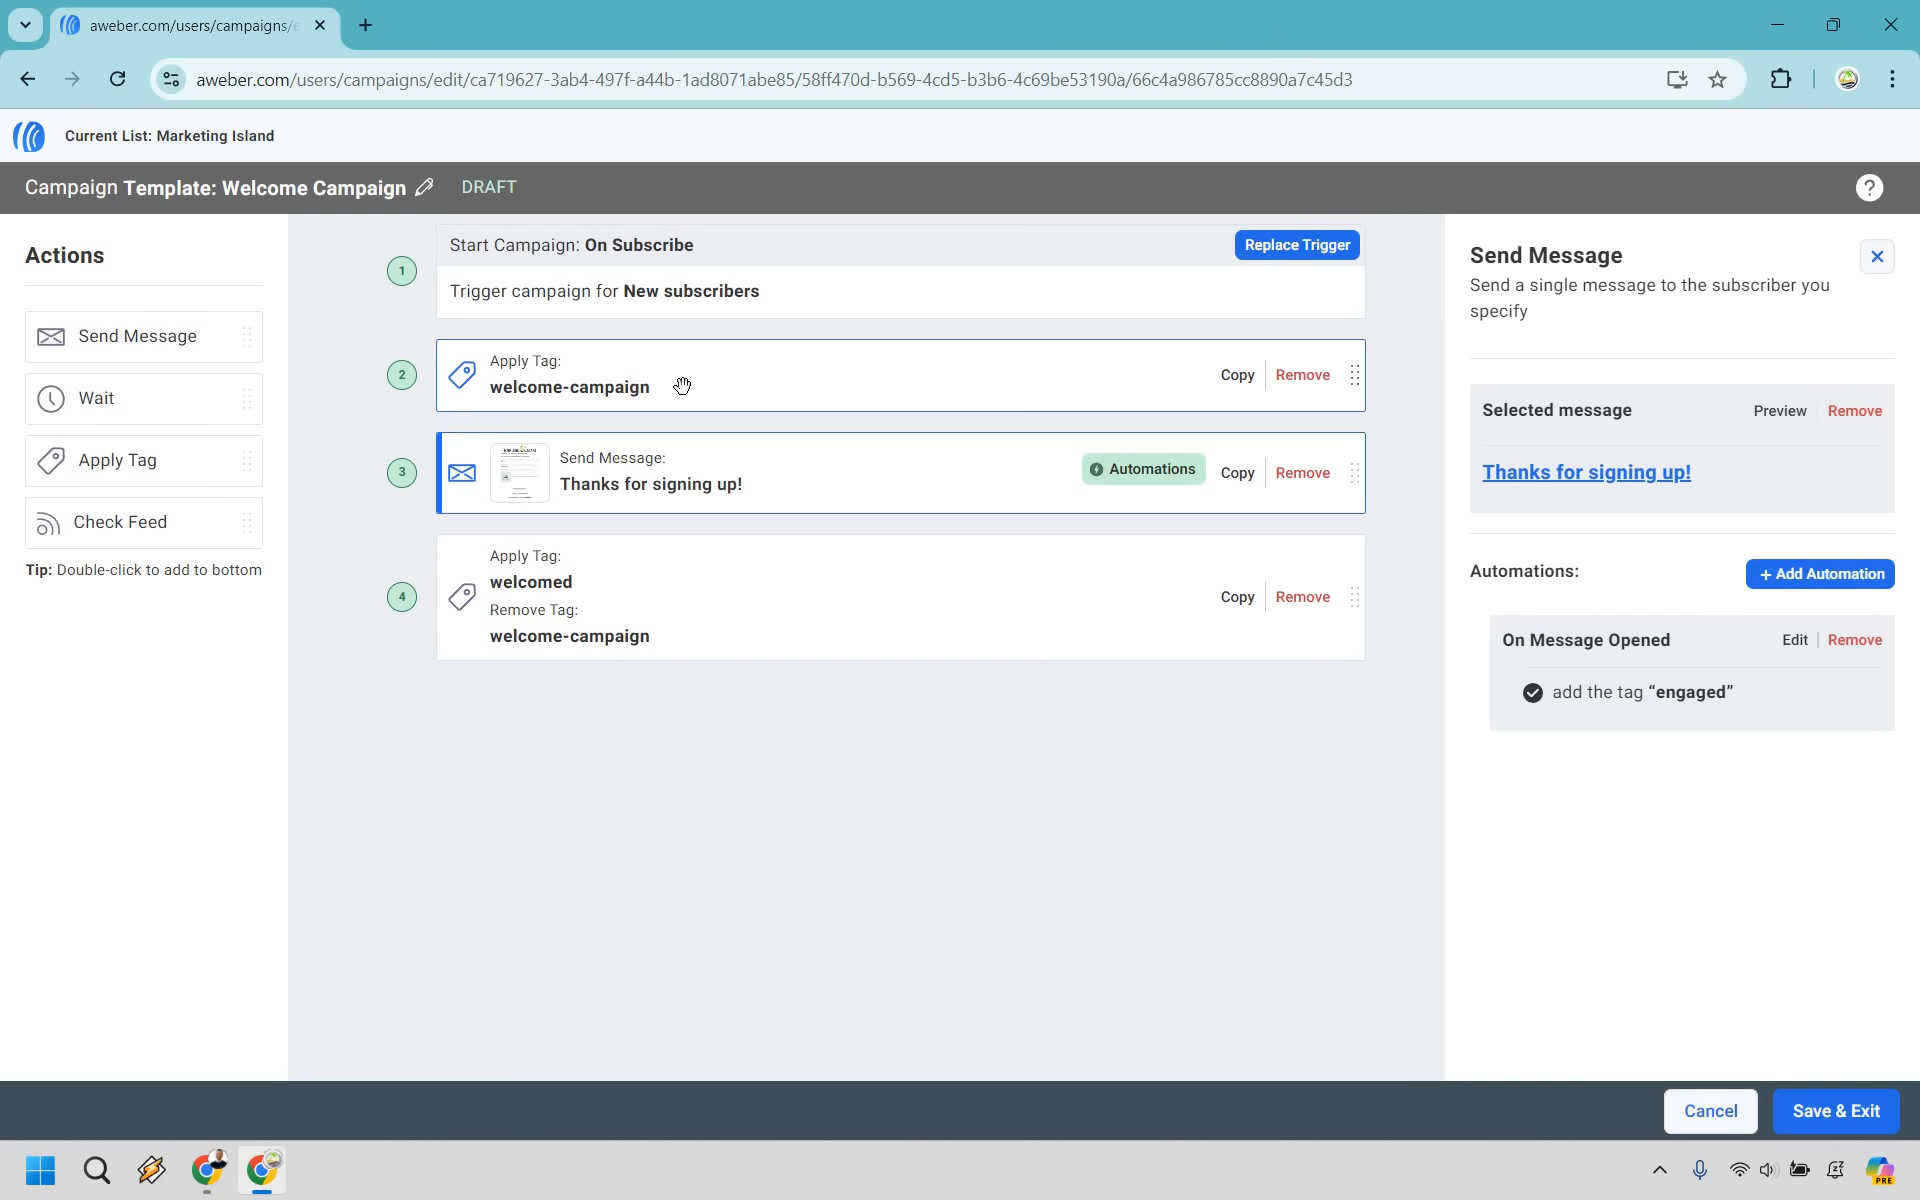 aweber.com/users/campaigns/e
aweber.com/users/campaigns/edit/ca719627-3ab4-497f-a44b-1ad8071abe85/58ff470d-b569-4cd5-b3b6-4c69be53190a/66c4a986785cc8890a7c45d3
Current List: Marketing Island
Campaign Template: Welcome Campaign DRAFT
?
Actions
Send Message
Wait
Apply Tag
Check Feed
Tip: Double-click to add to bottom
1
Start Campaign: On Subscribe
Replace Trigger
Trigger campaign for New subscribers
2
Apply Tag:
welcome-campaign
Copy Remove
3
Send Message:
Thanks for signing up!
Automations
Copy Remove
4
Apply Tag:
welcomed
Remove Tag:
welcome-campaign
Copy Remove
Send Message
Send a single message to the subscriber you
specify
Selected message
Preview Remove
Thanks for signing up!
Automations:
+ Add Automation
On Message Opened
Edit Remove
add the tag “engaged”
Cancel
Save & Exit
PRE